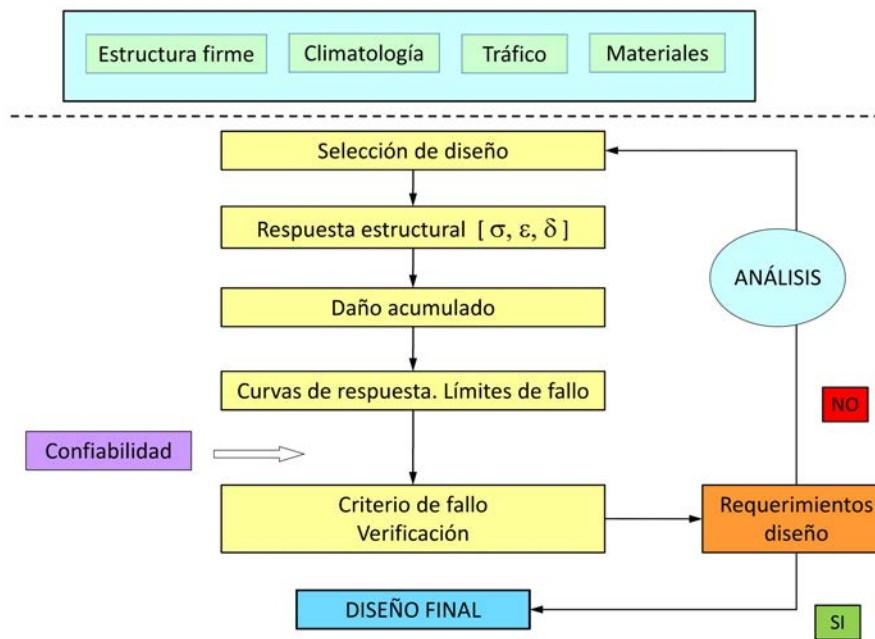 Estructura firme
Climatología
Tráfico
Materiales
Selección de diseño
Respuesta estructural [ σ, ε, δ ]
ANÁLISIS
Daño acumulado
Curvas de respuesta. Límites de fallo
NO
Confiabilidad
Criterio de fallo
Verificación
Requerimientos
diseño
DISEÑO FINAL
SI